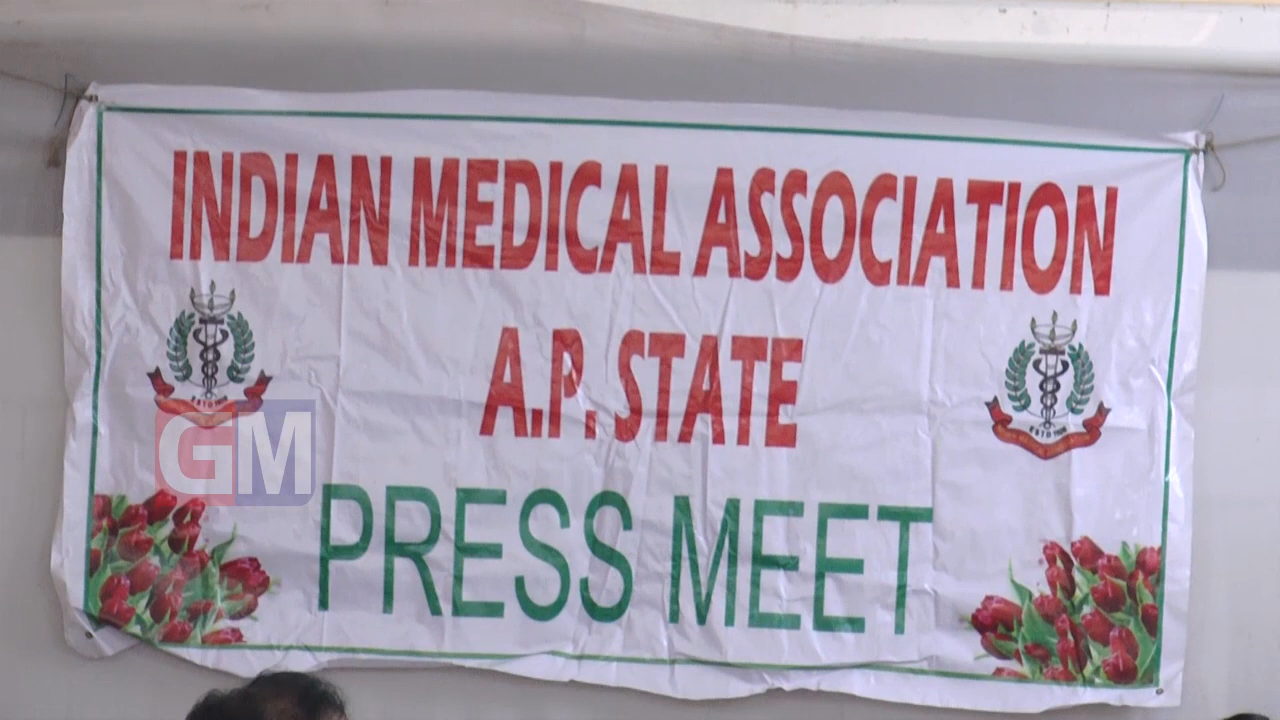 INDIAN MEDICAL ASSOCIATION
A.P. STATE
GM
PRESS MEET